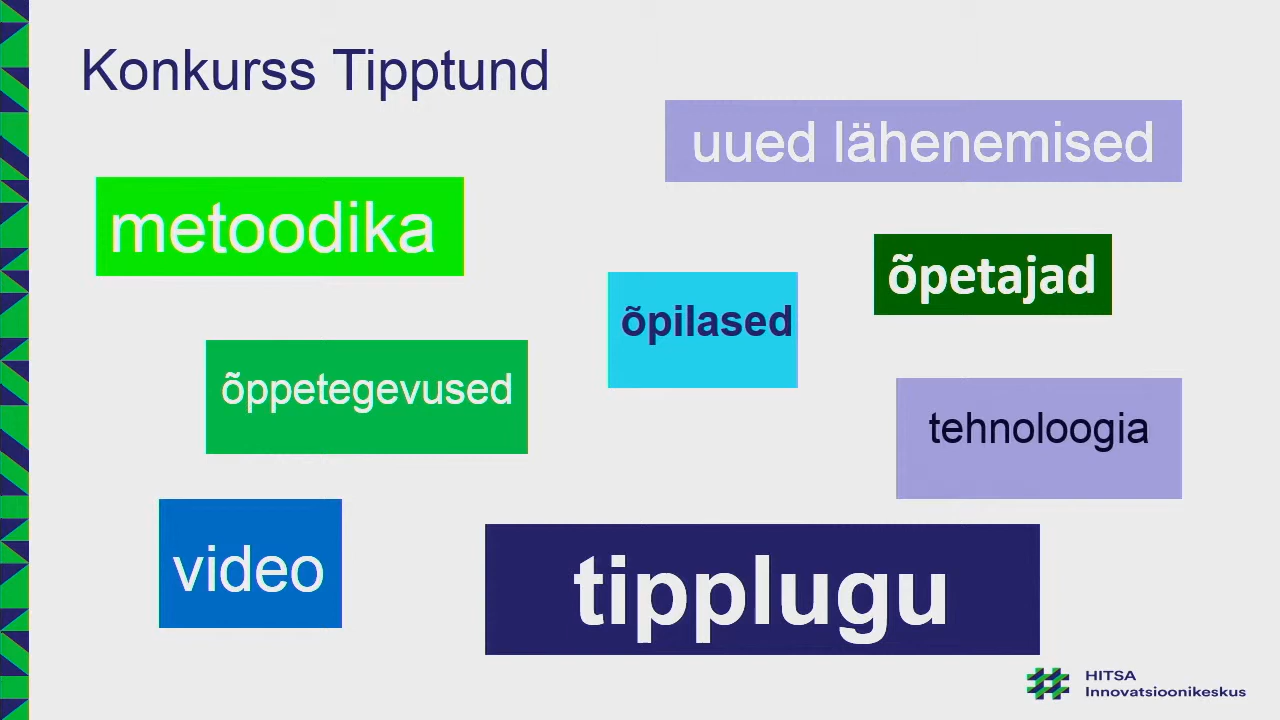 Konkurss Tipptund
uued lähenemised
metoodika
õpetajad
õpilased
õppetegevused
tehnoloogia
video
tipplugu
HITSA
Innovatsioonikeskus